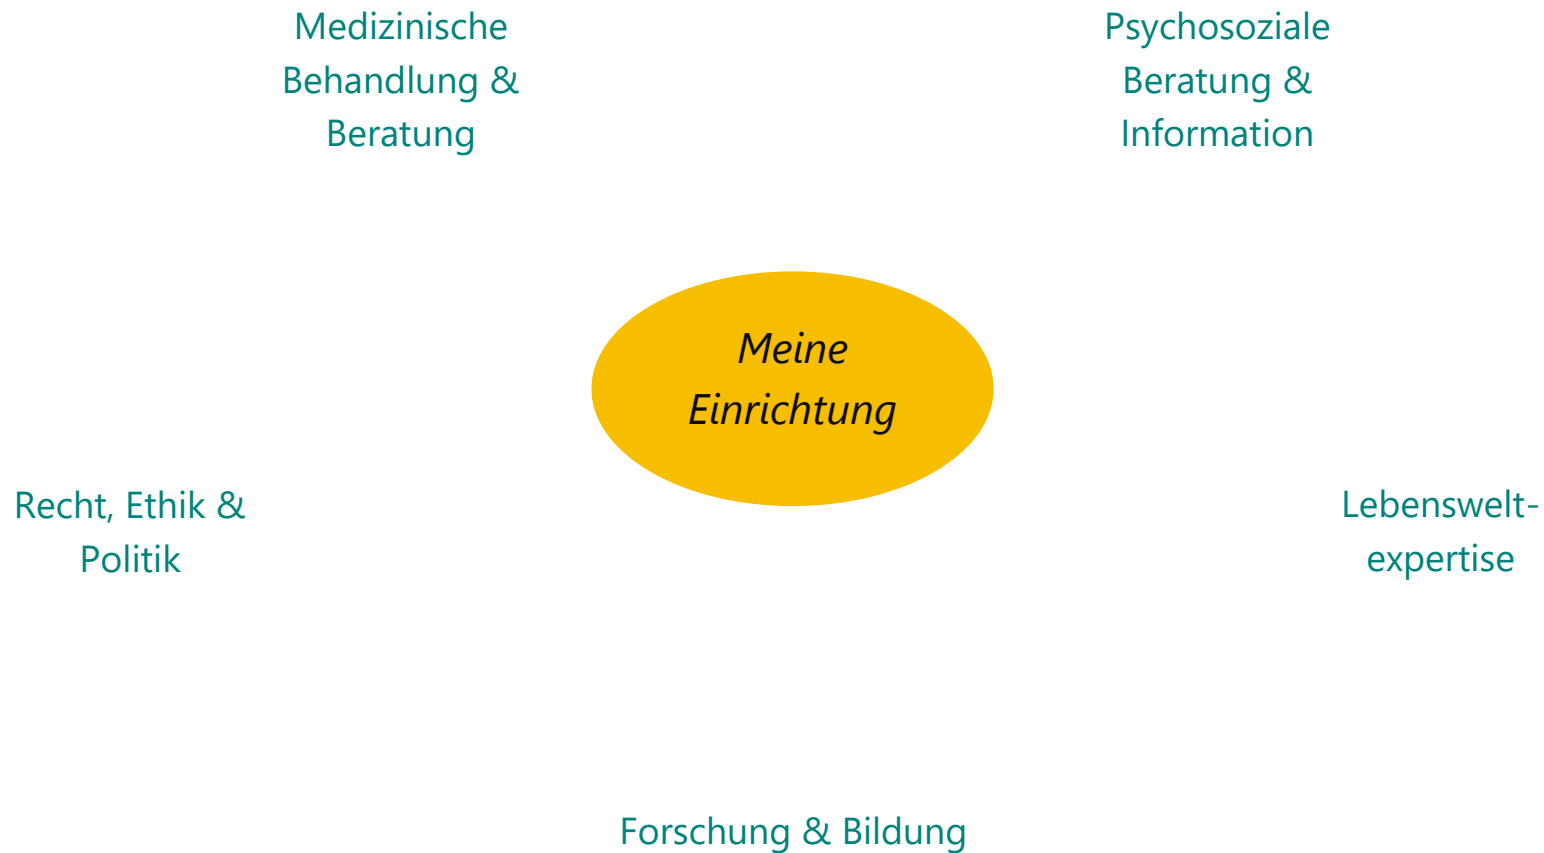 Medizinische
Behandlung &
Beratung
Psychosoziale
Beratung &
Information
Meine
Einrichtung
Recht, Ethik &
Politik
Lebenswelt-
expertise
Forschung & Bildung